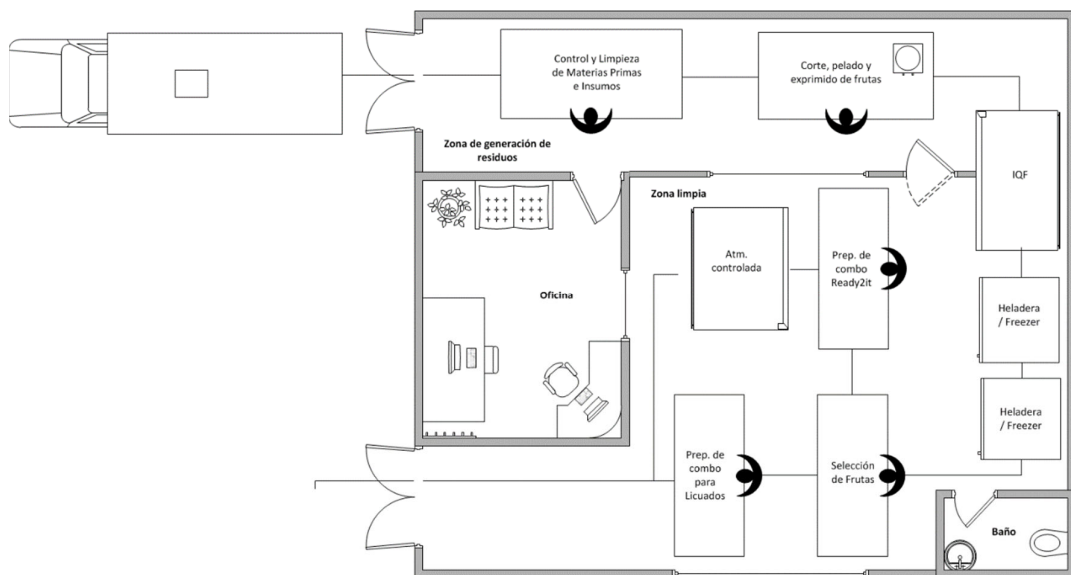 Control y Limpieza
de Materias Primas
e Insumos
Corte, pelado y
exprimido de frutas
Zona de generación de
residuos
IQF
Zona limpia
Atm.
controlada
Prep. de
combo
Ready2it
Oficina
Heladera
/ Freezer
Heladera
/ Freezer
Prep. de
combo
para
Licuados
Selección
de Frutas
Baño